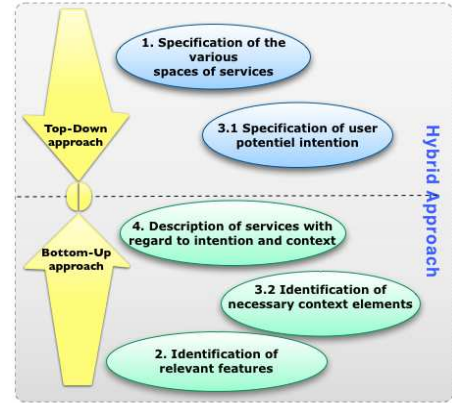 1. Specification of the
various
spaces of services
Top-Down
approach
3.1 Specification of user
potentiel intention
Hybrid Approach
4. Description of services with
regard to intention and context
Bottom-Up
approach
3.2 Identification of
necessary context elements
2. Identification of
relevant features